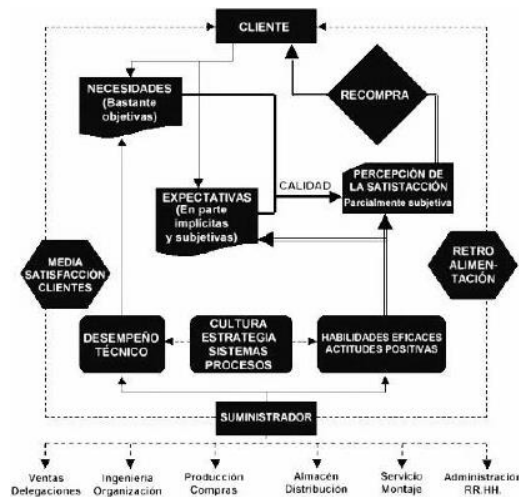 CLIENTE
NECESIDADES
(Bastante
objetivas)
RECOMPRA
PERCEPCIÓN DE
LA SATISTACCIÓN
Parcialmente subjetiva
CALIDAD
EXPECTATIVAS
(En parte
implícitas
y subjetivas)
MEDIA
SATISFACCIÓN
CLIENTES
RETRO
ALIMEN-
TACIÓN
DESEMPEÑO
TÉCNICO
CULTURA
ESTRATEGIA
SISTEMAS
PROCESOS
HABILIDADES EFICACES
ACTITUDES POSITIVAS
SUMINISTRADOR
Ventas
Delegaciones
Ingeniería
Organización
Producción
Compras
Almacén
Distribución
Servicio
Montaje
Administración
RR.HH.